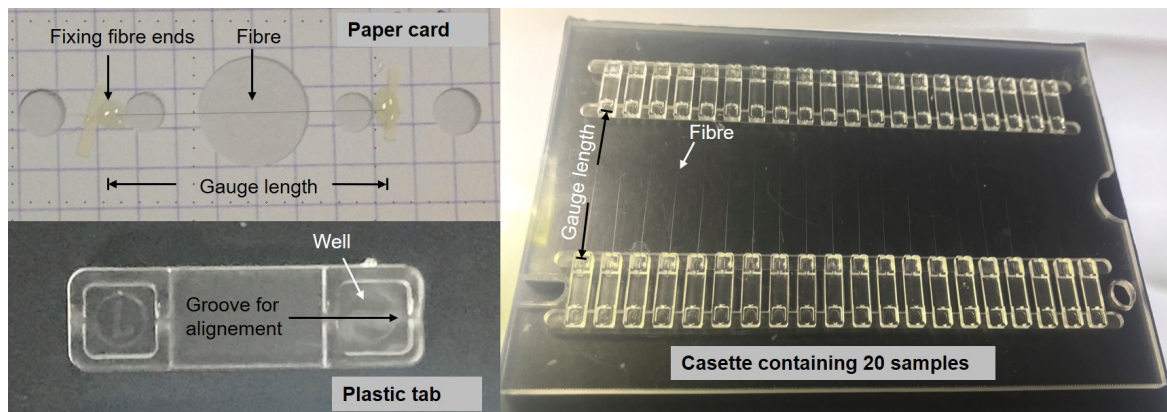 Fixing fibre ends
Fibre
Paper card
Gauge length
Well
Groove for
alignement
Plastic tab
Fibre
Gauge length
Casette containing 20 samples